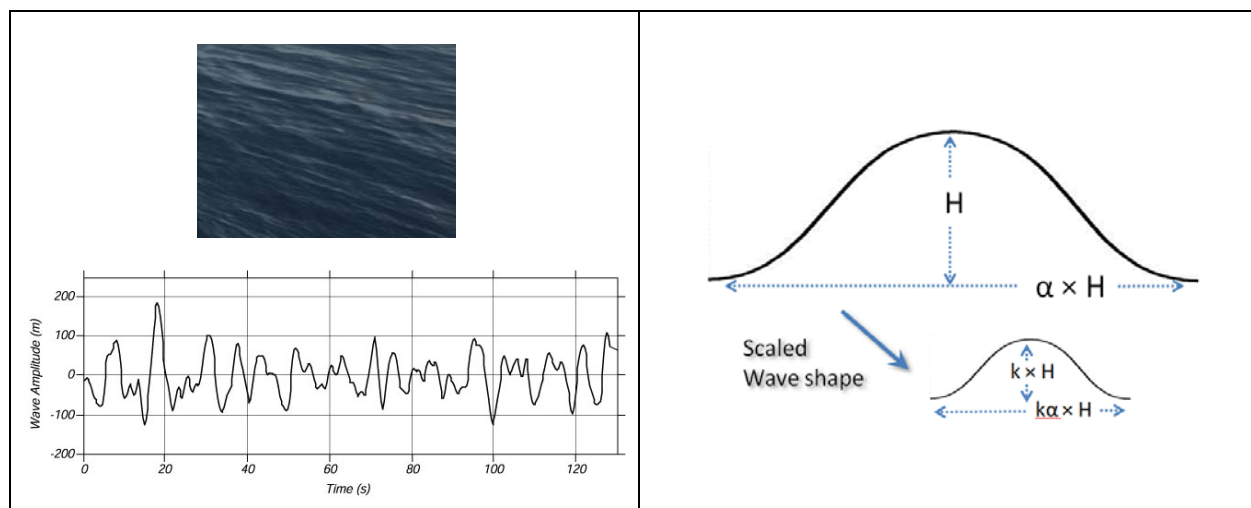 200
100
0
-100
-200
Wave Amplitude (m)
0 20 40 60 80 100 120
Time (s)
H
α × H
Scaled
Wave shape
k × H
kα × H